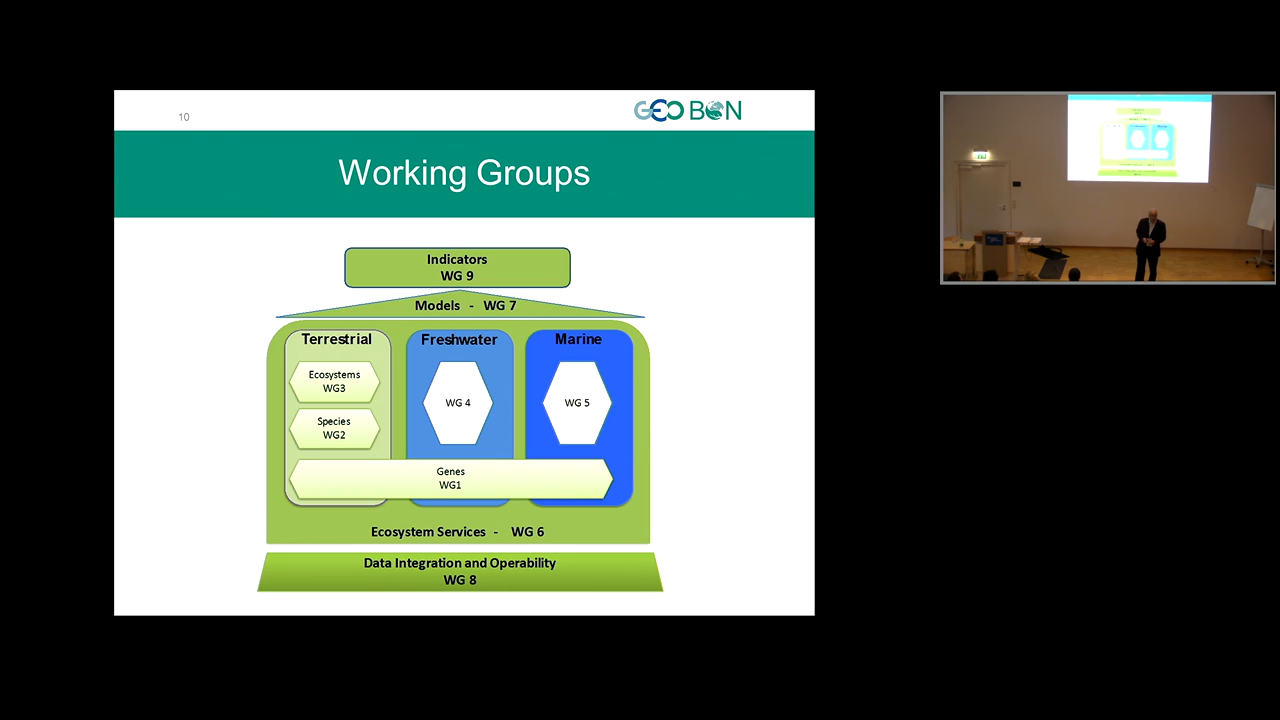 10
GEO BON
Working Groups
Indicators
WG 9
Models - WG 7
Terrestrial
Freshwater
Marine
Ecosystems
WG3
Species
WG2
WG 4
WG 5
Genes
WG1
Ecosystem Services - WG 6
Data Integration and Operability
WG 8